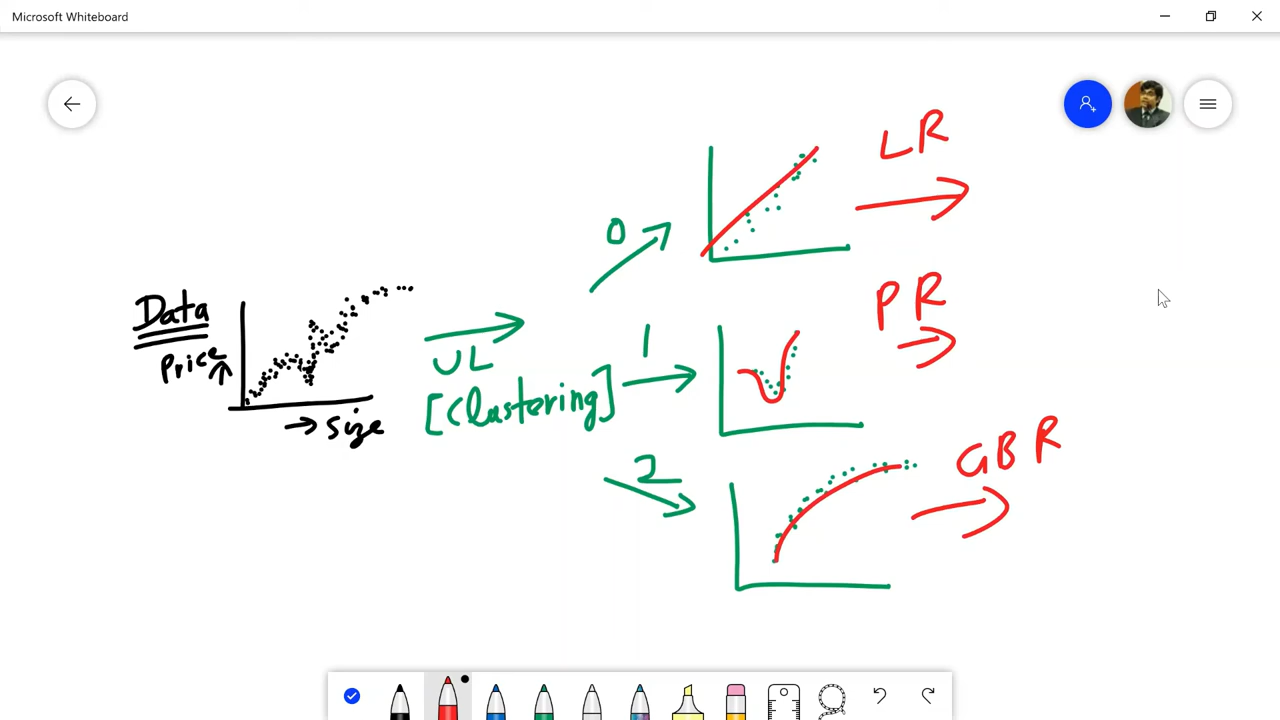 Microsoft Whiteboard
LR
0
Data
Price
Size
UL
[Clustering]
1
PR
2
GBR